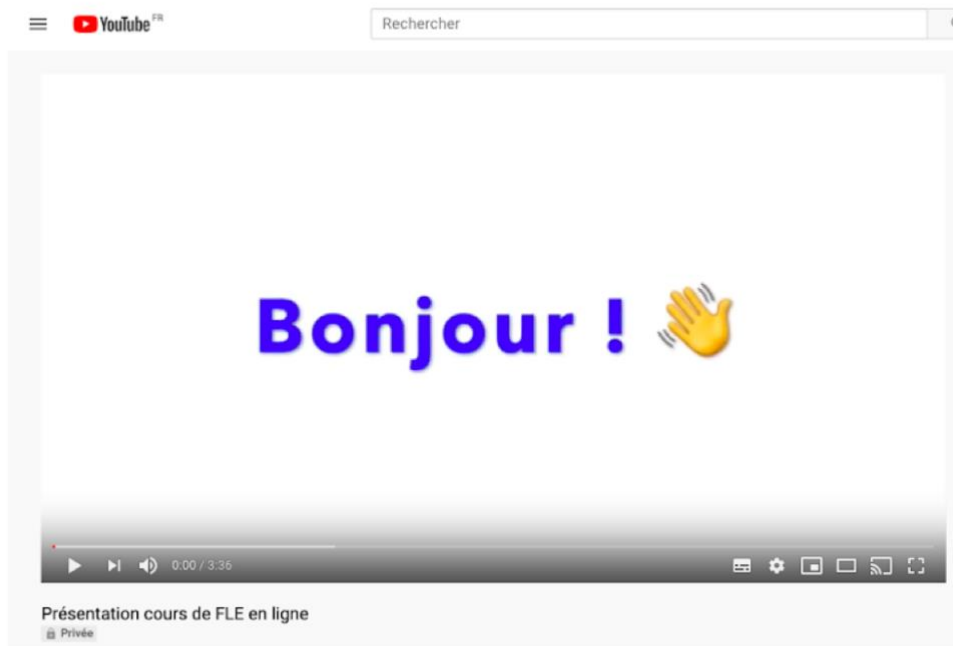 YouTube FR
Rechercher
Bonjour ! 👋
0:00 / 3:36
Présentation cours de FLE en ligne
Privée